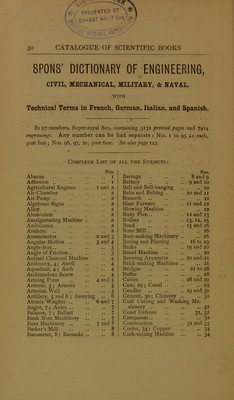 PRESENTED BY
ERNEST HART
30 CATALOGUE OF SCIENTIFIC BOOKS
SPONS' DICTIONARY OF ENGINEERING,
CIVIL, MECHANICAL, MILITARY, & NAVAL,
WITH
Technical Terms in French, German, Italian, and Spanish.
In 97 numbers, Super-royal 8vo, containing 3132 printed pages and 7414
engravings. Any number can be had separate: Nos. 1 to 95 1s. each,
post free; Nos. 96, 97, 2s., post free. See also page 112.
COMPLETE LIST OF ALL THE SUBJECTS:
Nos.
Abacus .. 1
Adhesion .. 1
Agricultural Engines 1 and 2
Air-Chamber .. 2
Air-Pump .. 2
Algebraic Signs .. 2
Alloy .. 2
Aluminium .. 2
Amalgamating Machine .. 2
Ambulance .. 2
Anchors .. 2
Anemometer .. 2 and 3
Angular Motion .. 3 and 4
Angle-iron .. 3
Angle of Friction .. 3
Animal Charcoal Machine .. 4
Antimony, 4; Anvil .. 4
Aqueduct, 4; Arch .. 4
Archimedean Screw .. 4
Arming Press .. 4 and 5
Armour, 5; Arsenic .. 5
Artesian Well .. 5
Artillery, 5 and 6; Assaying .. 6
Atomic Weights .. 6 and 7
Auger, 7; Axles .. 7
Balance, 7; Ballast .. 7
Bank Note Machinery .. 7
Barn Machinery .. 7 and 8
Barker's Mill .. 8
Barometer, 8; Barracks .. 8
Nos.
Barrage .. 8 and 9
Battery .. 9 and 10
Bell and Bell-hanging .. 10
Belts and Belting .. 10 and 11
Bismuth .. 11
Blast Furnace .. 11 and 12
Blowing Machine .. 12
Body Plan .. 12 and 13
Boilers .. 13, 14, 15
Bond .. 15 and 16
Bone Mill .. 16
Boot-making Machinery .. 16
Boring and Blasting .. 16 to 19
Brake .. 19 and 20
Bread Machine .. 20
Brewing Apparatus .. 20 and 21
Brick-making Machines .. 21
Bridges .. 21 to 28
Buffer .. 28
Cables .. 28 and 29
Cam, 29; Canal .. 29
Candles .. 29 and 30
Cement, 30; Chimney .. 30
Coal Cutting and Washing Machinery .. 31
Coast Defence .. 31, 32
Compasses .. 32
Construction .. 32 and 33
Cooler, 34; Copper .. 34
Cork-cutting Machine .. 34